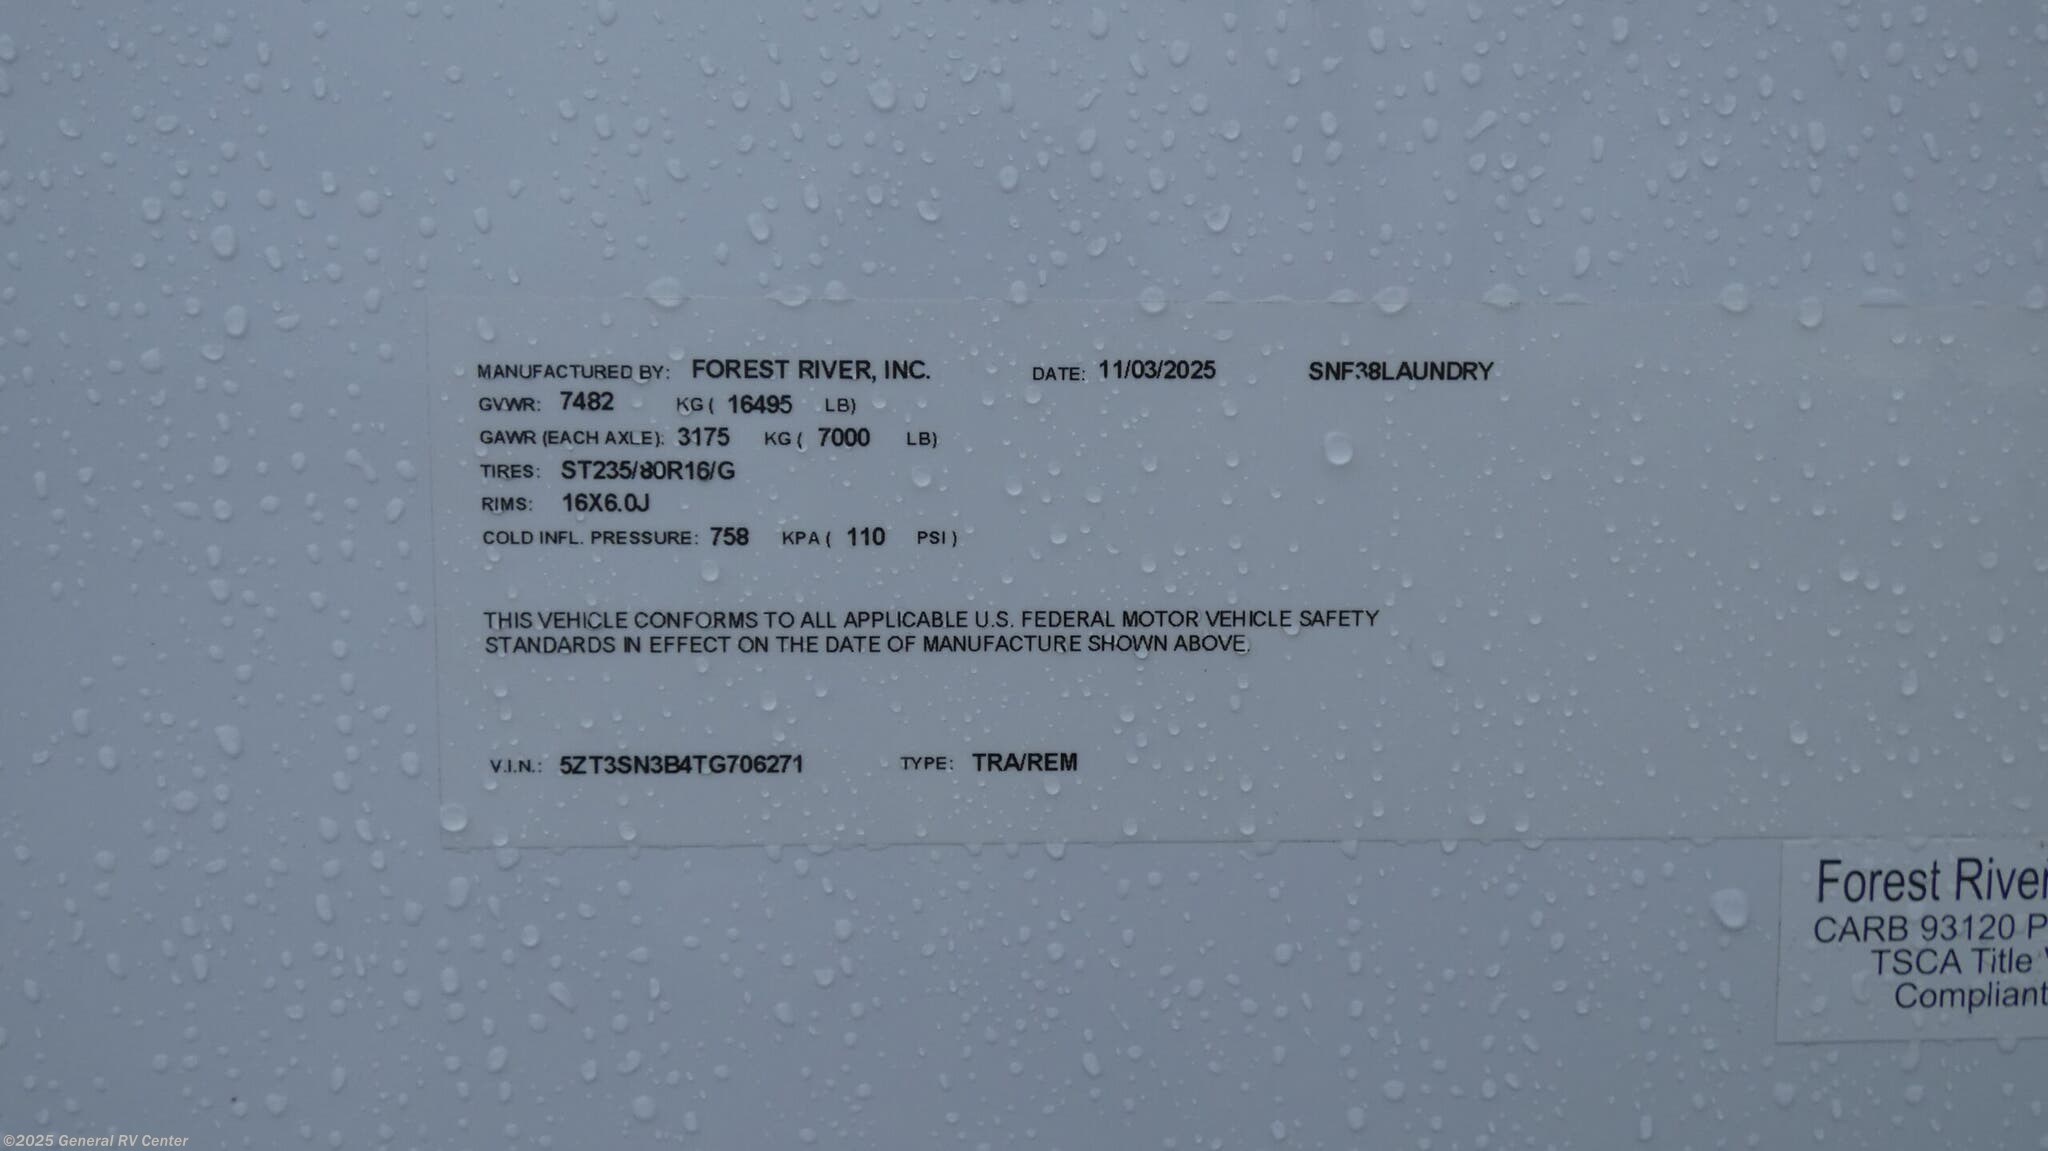 MANUFACTURED BY: FOREST RIVER, INC. DATE: 11/03/2025 SNF38LAUNDRY
GVWR: 7482 KG ( 16495 LB)
GAWR (EACH AXLE): 3175 KG ( 7000 LB)
TIRES: ST235/80R16/G
RIMS: 16X6.0J
COLD INFL. PRESSURE: 758 KPA ( 110 PSI )
THIS VEHICLE CONFORMS TO ALL APPLICABLE U.S. FEDERAL MOTOR VEHICLE SAFETY
STANDARDS IN EFFECT ON THE DATE OF MANUFACTURE SHOWN ABOVE.
V.I.N.: 5ZT3SN3B4TG706271 TYPE: TRA/REM
Forest River
CARB 93120 P
TSCA Title
Compliant
©2025 General RV Center